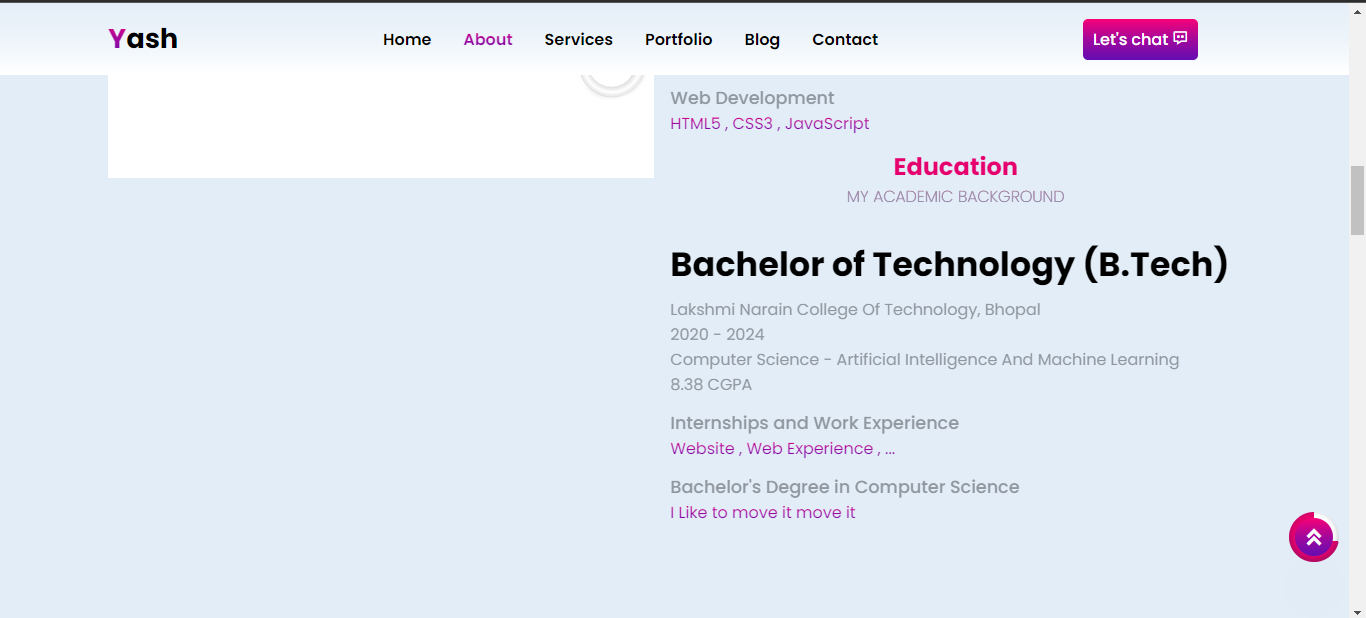 Yash
Home About Services Portfolio Blog Contact
Let's chat
Web Development
HTML5 , CSS3 , JavaScript
Education
MY ACADEMIC BACKGROUND
Bachelor of Technology (B.Tech)
Lakshmi Narain College Of Technology, Bhopal
2020 - 2024
Computer Science - Artificial Intelligence And Machine Learning
8.38 CGPA
Internships and Work Experience
Website , Web Experience , ...
Bachelor's Degree in Computer Science
I Like to move it move it